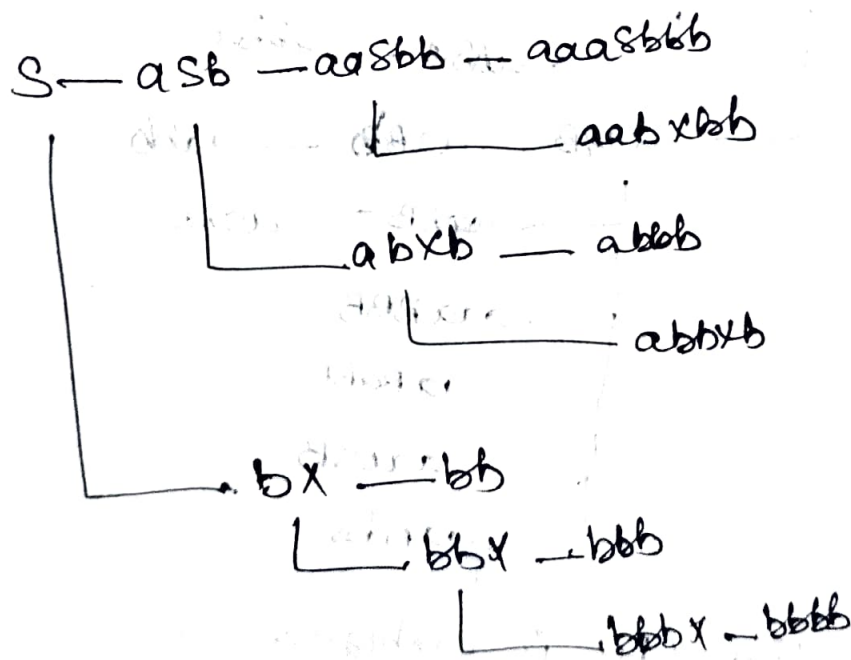 S — aSb — aaSbb — aaaSbbb
aabXbb
abXb — abbb
abbXb
bX — bb
bbX — bbb
bbbX — bbbb